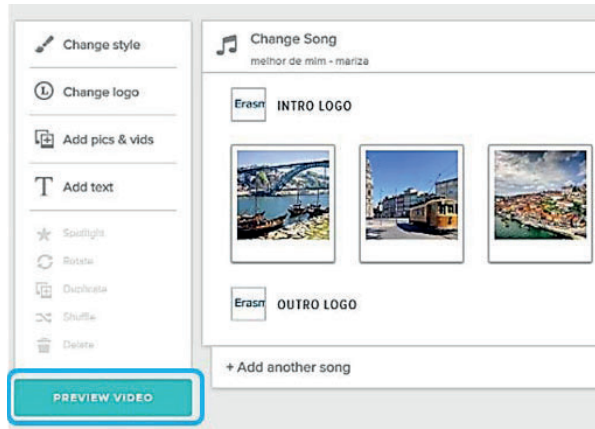 Change style
Change logo
Add pics & vids
Add text
Spotlight
Rotate
Duplicate
Shuffle
Delete
PREVIEW VIDEO
Change Song
melhor de mim - mariza
Erasm INTRO LOGO
Erasm OUTRO LOGO
+ Add another song